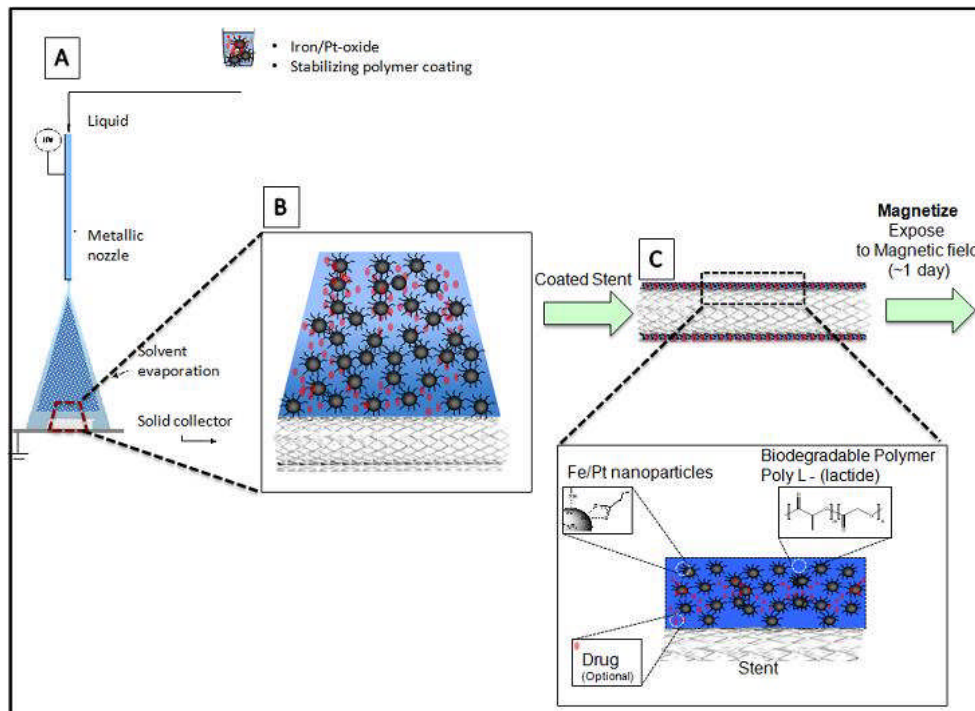 A
• Iron/Pt-oxide
• Stabilizing polymer coating
Liquid
Metallic
nozzle
Solvent
evaporation
Solid collector
B
Coated Stent
C
Magnetize
Expose
to Magnetic field
(~1 day)
Fe/Pt nanoparticles
Biodegradable Polymer
Poly L - (lactide)
Drug
(Optional)
Stent